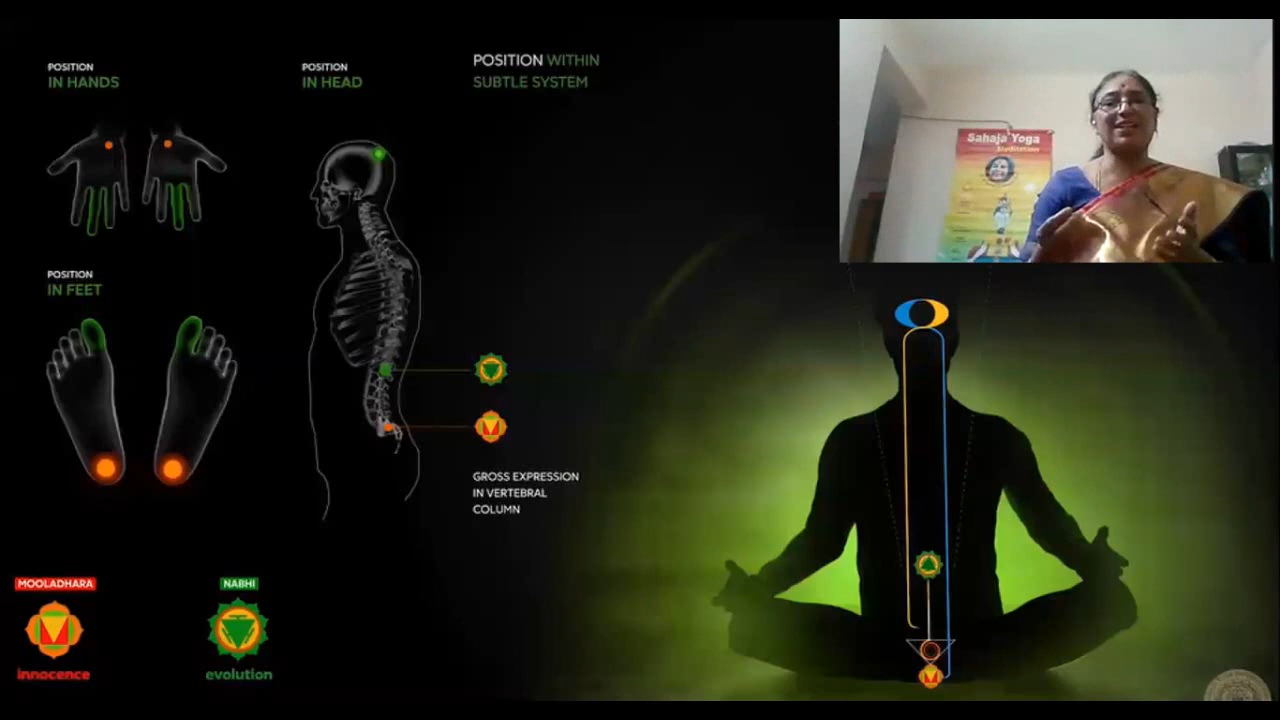 POSITION
IN HANDS
POSITION
IN HEAD
POSITION WITHIN
SUBTLE SYSTEM
Sahaja Yoga
Meditation
POSITION
IN FEET
GROSS EXPRESSION
IN VERTEBRAL
COLUMN
MOOLADHARA
innocence
NABHI
evolution